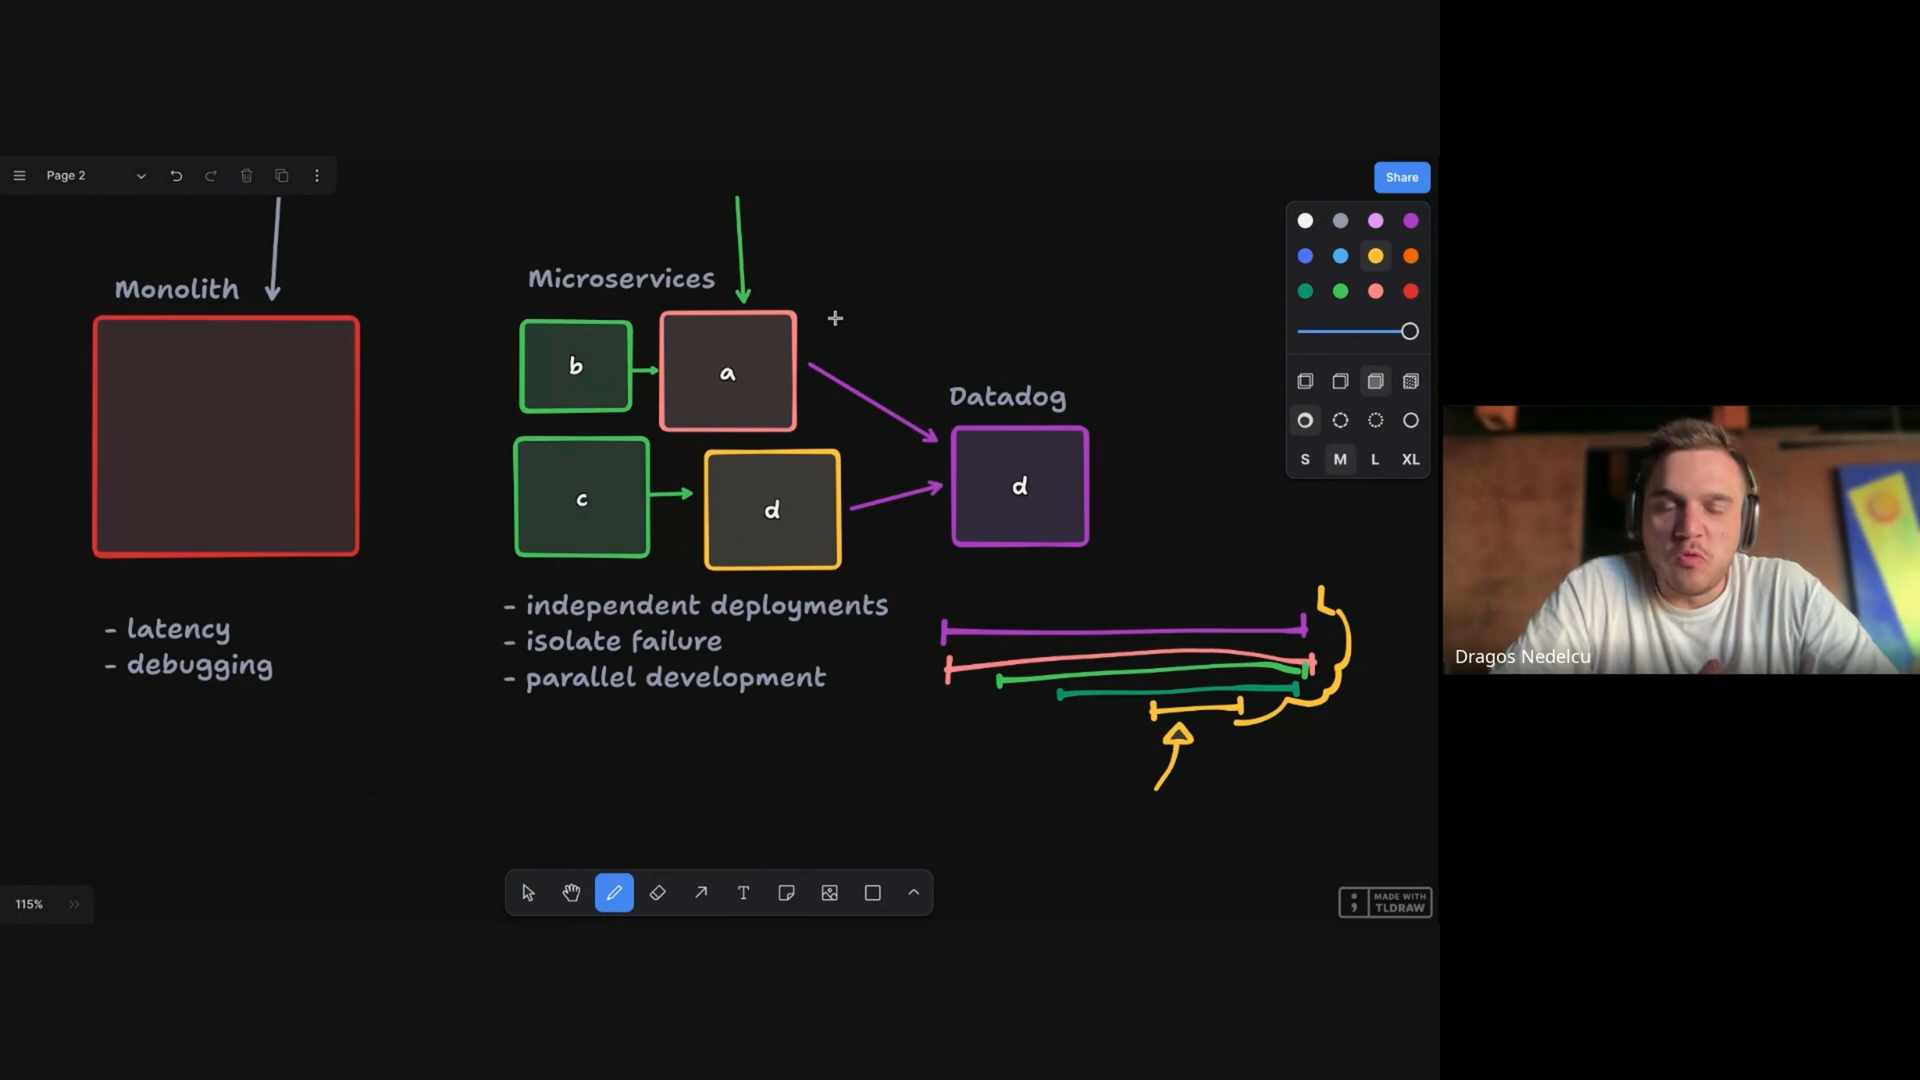 Page 2
Share
Monolith
Microservices
b
a
Datadog
c
d
d
S M L XL
- independent deployments
- isolate failure
- parallel development
- latency
- debugging
Dragos Nedelcu
115%
MADE WITH
TLDRAW